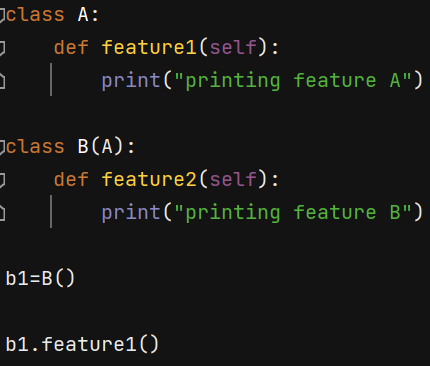 class A:
    def feature1(self):
        print("printing feature A")
class B(A):
    def feature2(self):
        print("printing feature B")
b1=B()
b1.feature1()